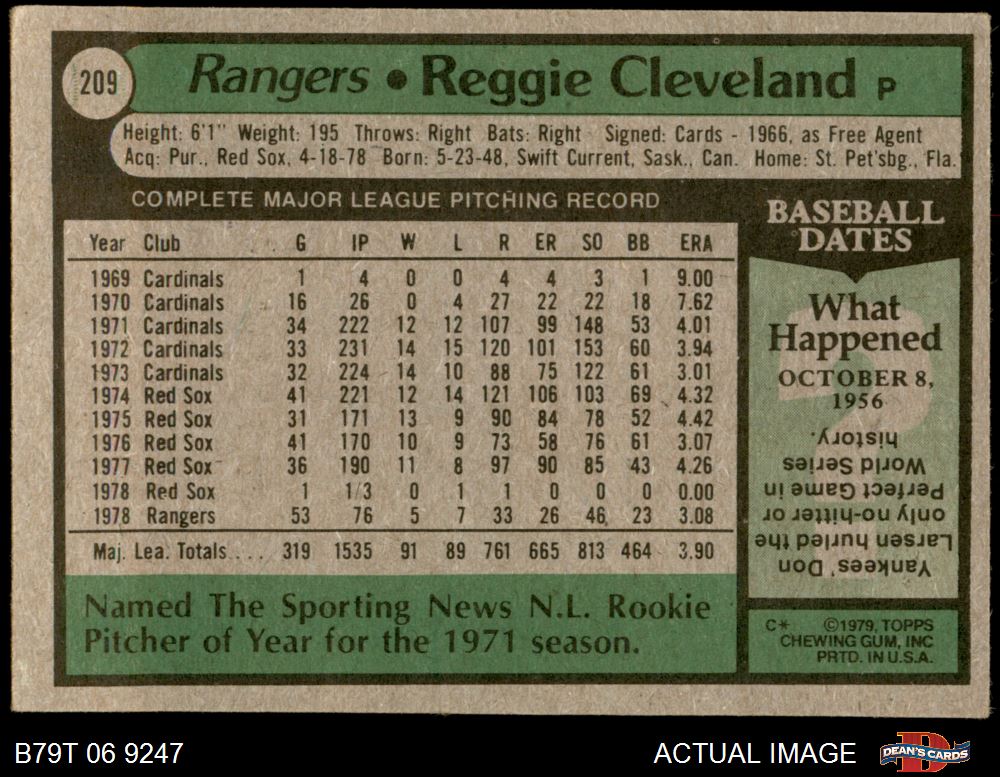 209
Rangers • Reggie Cleveland P
Height: 6'1" Weight: 195 Throws: Right Bats: Right Signed: Cards - 1966, as Free Agent
Acq: Pur., Red Sox, 4-18-78 Born: 5-23-48, Swift Current, Sask., Can. Home: St. Pet'sbg., Fla.
COMPLETE MAJOR LEAGUE PITCHING RECORD
Year Club G IP W L R ER SO BB ERA
1969 Cardinals 1 4 0 0 4 4 3 1 9.00
1970 Cardinals 16 26 0 4 27 22 22 18 7.62
1971 Cardinals 34 222 12 12 107 99 148 53 4.01
1972 Cardinals 33 231 14 15 120 101 153 60 3.94
1973 Cardinals 32 224 14 10 88 75 122 61 3.01
1974 Red Sox 41 221 12 14 121 106 103 69 4.32
1975 Red Sox 31 171 13 9 90 84 78 52 4.42
1976 Red Sox 41 170 10 9 73 58 76 61 3.07
1977 Red Sox 36 190 11 8 97 90 85 43 4.26
1978 Red Sox 1 1/3 0 1 1 0 0 0 0.00
1978 Rangers 53 76 5 7 33 26 46 23 3.08
Maj. Lea. Totals.... 319 1535 91 89 761 665 813 464 3.90
Named The Sporting News N.L. Rookie
Pitcher of Year for the 1971 season.
BASEBALL
DATES
What
Happened
OCTOBER 8,
1956
Yankees' Don
Larsen hurled the
only no-hitter or
Perfect Game in
World Series
history.
C* ©1979, TOPPS
CHEWING GUM, INC
PRTD. IN U.S.A.
B79T 06 9247
ACTUAL IMAGE
DEAN'S CARDS